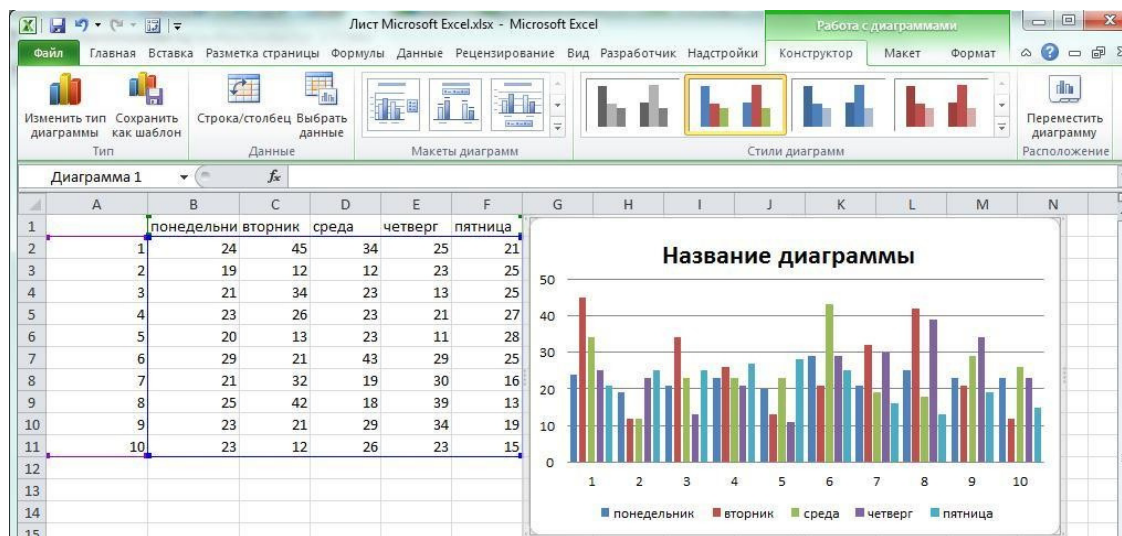 Лист Microsoft Excel.xlsx - Microsoft Excel
Работа с диаграммами
Файл Главная Вставка Разметка страницы Формулы Данные Рецензирование Вид Разработчик Надстройки Конструктор Макет Формат
Изменить тип диаграммы
Сохранить как шаблон
Строка/столбец
Выбрать данные
Переместить диаграмму
Тип Данные Макеты диаграмм Стили диаграмм Расположение
Диаграмма 1 fx
A B C D E F G H I J K L M N
1 понедельни вторник среда четверг пятница
2 1 24 45 34 25 21
3 2 19 12 12 23 25
4 3 21 34 23 13 25
5 4 23 26 23 21 27
6 5 20 13 23 11 28
7 6 29 21 43 29 25
8 7 21 32 19 30 16
9 8 25 42 18 39 13
10 9 23 21 29 34 19
11 10 23 12 26 23 15
12
13
14
15
Название диаграммы
50
40
30
20
10
0
1 2 3 4 5 6 7 8 9 10
понедельник вторник среда четверг пятница